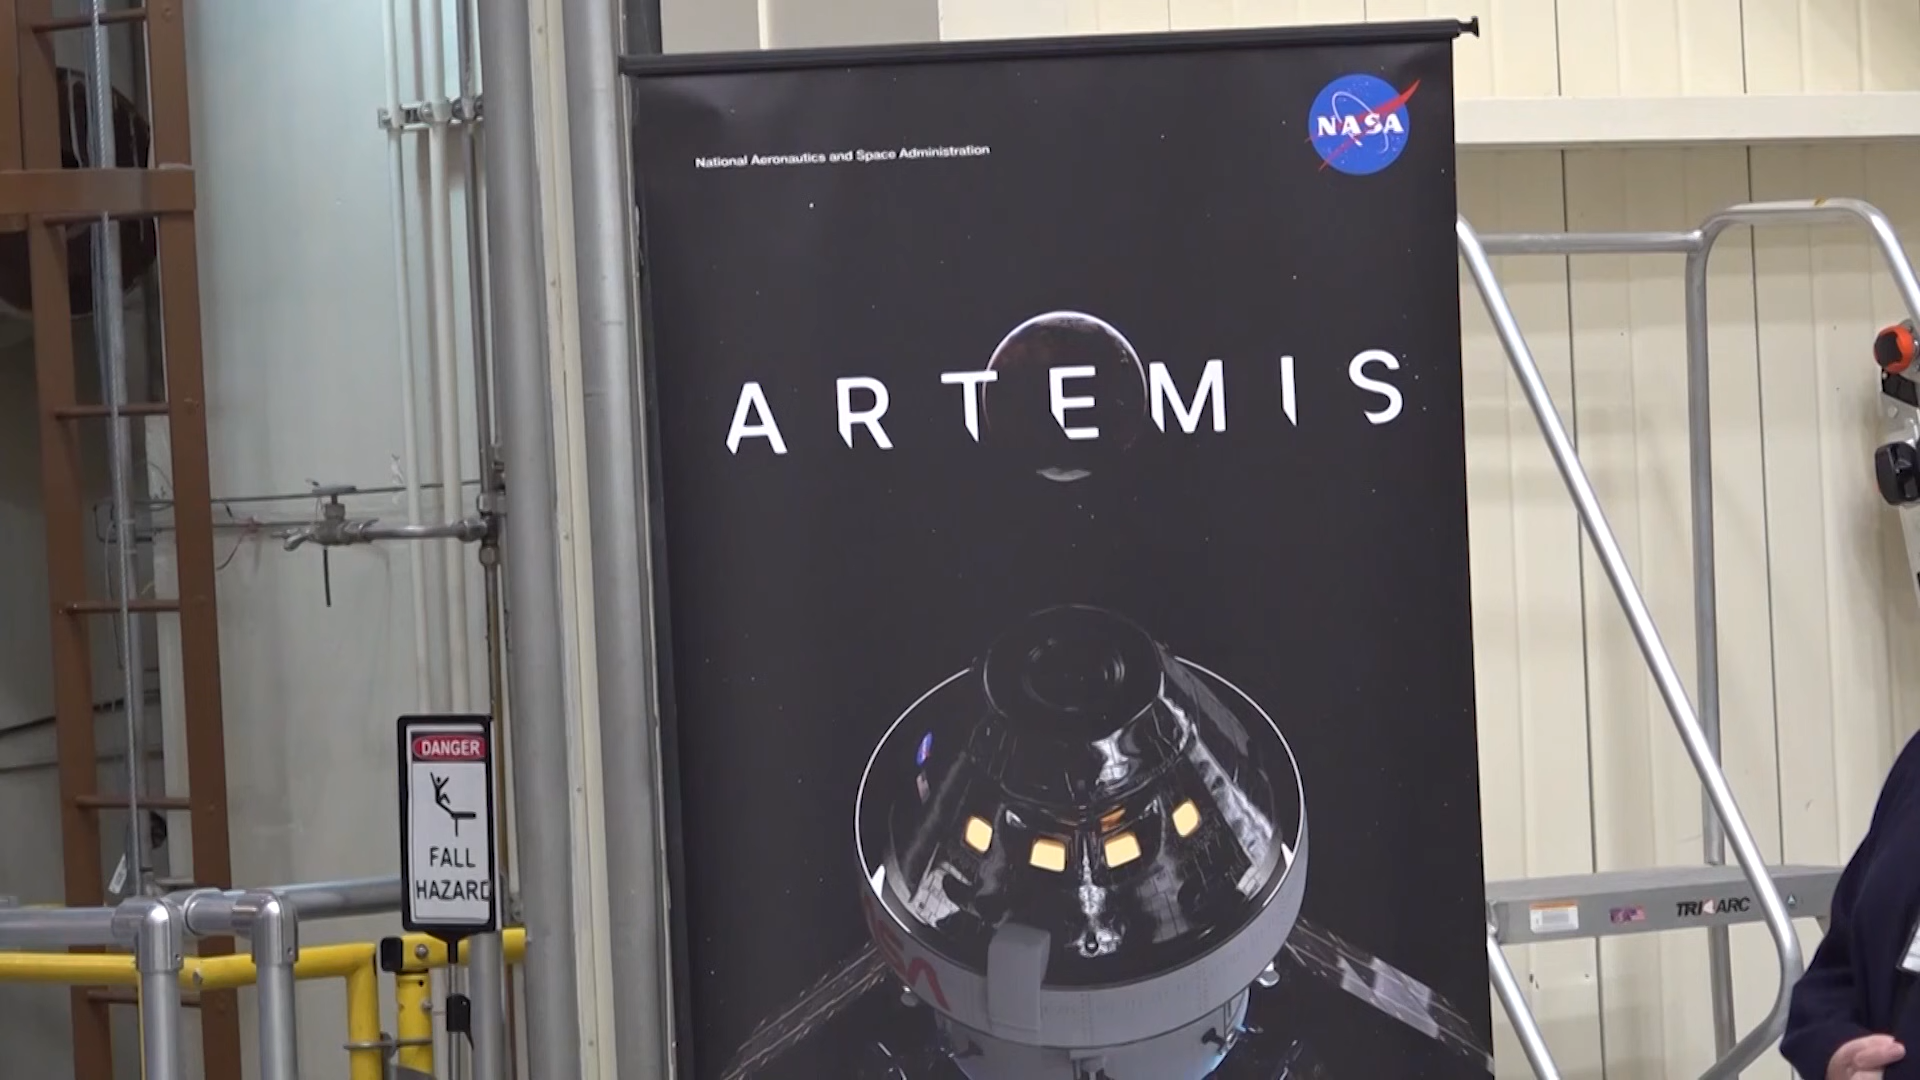 National Aeronautics and Space Administration
NASA
ARTEMIS
DANGER
FALL
HAZARD
TRI ARC